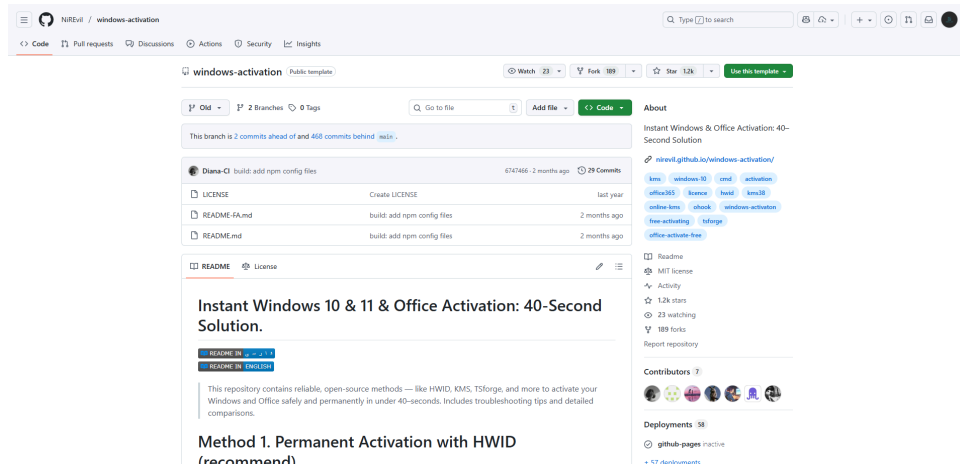 NiREvil / windows-activation
Type / to search
Code Pull requests Discussions Actions Security Insights
windows-activation Public template
Watch 23 Fork 189 Star 1.2k Use this template
Old 2 Branches 0 Tags Go to file t Add file Code
This branch is 2 commits ahead of and 468 commits behind main .
Diana-Cl build: add npm config files 6747466 · 2 months ago 29 Commits
LICENSE Create LICENSE last year
README-FA.md build: add npm config files 2 months ago
README.md build: add npm config files 2 months ago
README License
Instant Windows 10 & 11 & Office Activation: 40-Second
Solution.
README IN
README IN ENGLISH
This repository contains reliable, open-source methods — like HWID, KMS, TSforge, and more to activate your
Windows and Office safely and permanently in under 40–seconds. Includes troubleshooting tips and detailed
comparisons.
Method 1. Permanent Activation with HWID
(recommend)
About
Instant Windows & Office Activation: 40–
Second Solution
nirevil.github.io/windows-activation/
kms windows-10 cmd activation
office365 licence hwid kms38
online-kms ohook windows-activaton
free-activating tsforge
office-activate-free
Readme
MIT license
Activity
1.2k stars
23 watching
189 forks
Report repository
Contributors 7
Deployments 58
github-pages inactive
+ 57 deployments